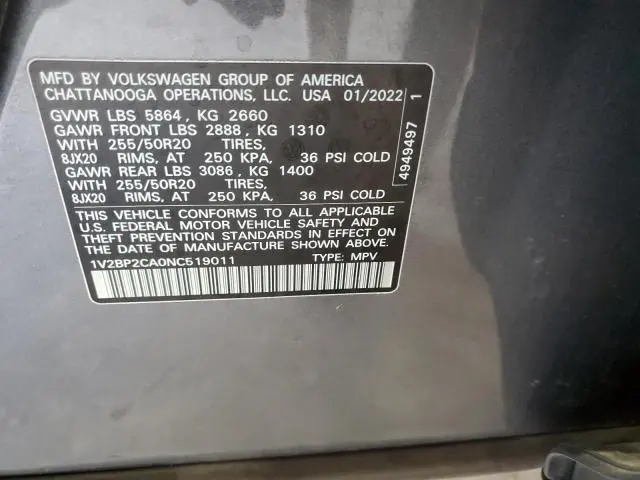 MFD BY VOLKSWAGEN GROUP OF AMERICA
CHATTANOOGA OPERATIONS, LLC. USA 01/2022
GVWR LBS 5864, KG 2660
GAWR FRONT LBS 2888, KG 1310
WITH 255/50R20 TIRES,
8JX20 RIMS, AT 250 KPA, 36 PSI COLD
GAWR REAR LBS 3086, KG 1400
WITH 255/50R20 TIRES,
8JX20 RIMS, AT 250 KPA, 36 PSI COLD
THIS VEHICLE CONFORMS TO ALL APPLICABLE
U.S. FEDERAL MOTOR VEHICLE SAFETY AND
THEFT PREVENTION STANDARDS IN EFFECT ON
THE DATE OF MANUFACTURE SHOWN ABOVE.
1V2BP2CA0NC519011 TYPE: MPV
4949497 1